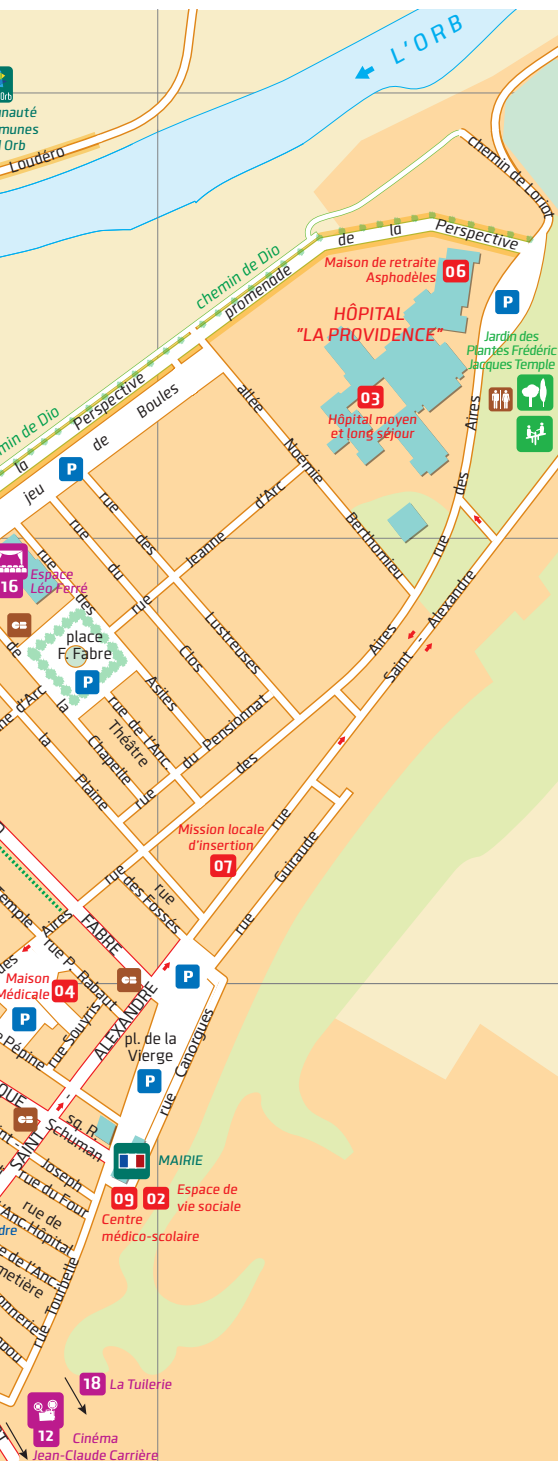 L'ORB
Orb
Loudéro
chemin de Loriot
de la Perspective
chemin de Dio
promenade
Maison de retraite
Asphodèles
06
HÔPITAL
"LA PROVIDENCE"
P
Jardin des
Plantes Frédéric
Jacques Temple
03
Hôpital moyen
et long séjour
Perspective
la
jeu de Boules
P
allée Noémie Berthomieu
rue des Aires
rue Jeanne d'Arc
rue des Lustreuses
rue du Clos
rue des Asiles
16
Espace
Léo Ferré
place
F. Fabre
P
rue Saint - Alexandre
de la Chapelle
la Plaine
rue de l'Anc.
Théâtre
rue du Pensionnat
des Aires
Mission locale
d'insertion
07
rue Guiraude
rue
des Fossés
rue
Aires
FABRE
Temple
rue P. Rabaut
Maison
Médicale
04
P
rue Souyris
Pépine
SAINT - ALEXANDRE
P
pl. de la
Vierge
P
rue Canorgues
sq. R.
Schuman
MAIRIE
09
02
Espace de
vie sociale
Centre
médico-scolaire
Joseph
rue du Four
rue de
l'Anc. Hôpital
de l'Anc.
rue Tourbelle
18
La Tuilerie
12
Cinéma
Jean-Claude Carrière